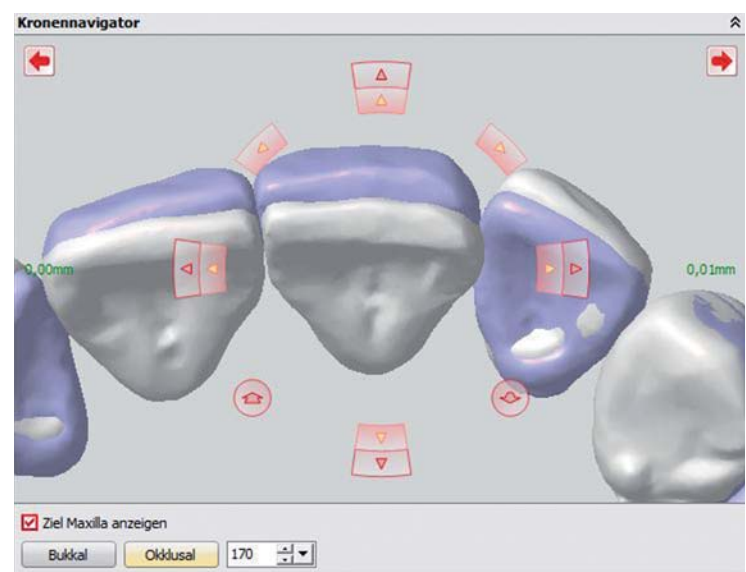 Kronennavigator
0,00mm
0,01mm
Ziel Maxilla anzeigen
Bukkal Okklusal 170